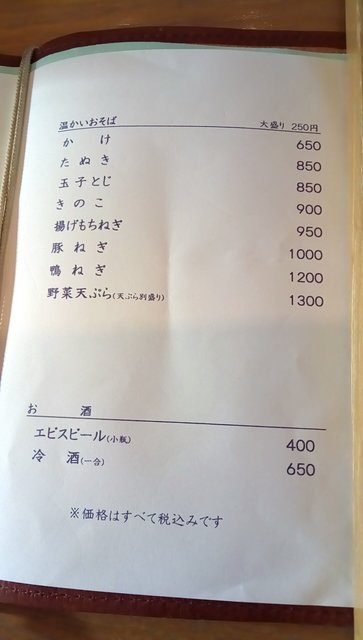 温かいおそば 大盛り 250円
かけ 650
たぬき 850
玉子とじ 850
きのこ 900
揚げもちねぎ 950
豚ねぎ 1000
鴨ねぎ 1200
野菜天ぷら(天ぷら別盛り) 1300
お酒
エビスビール(小瓶) 400
冷酒(一合) 650
※価格はすべて税込みです